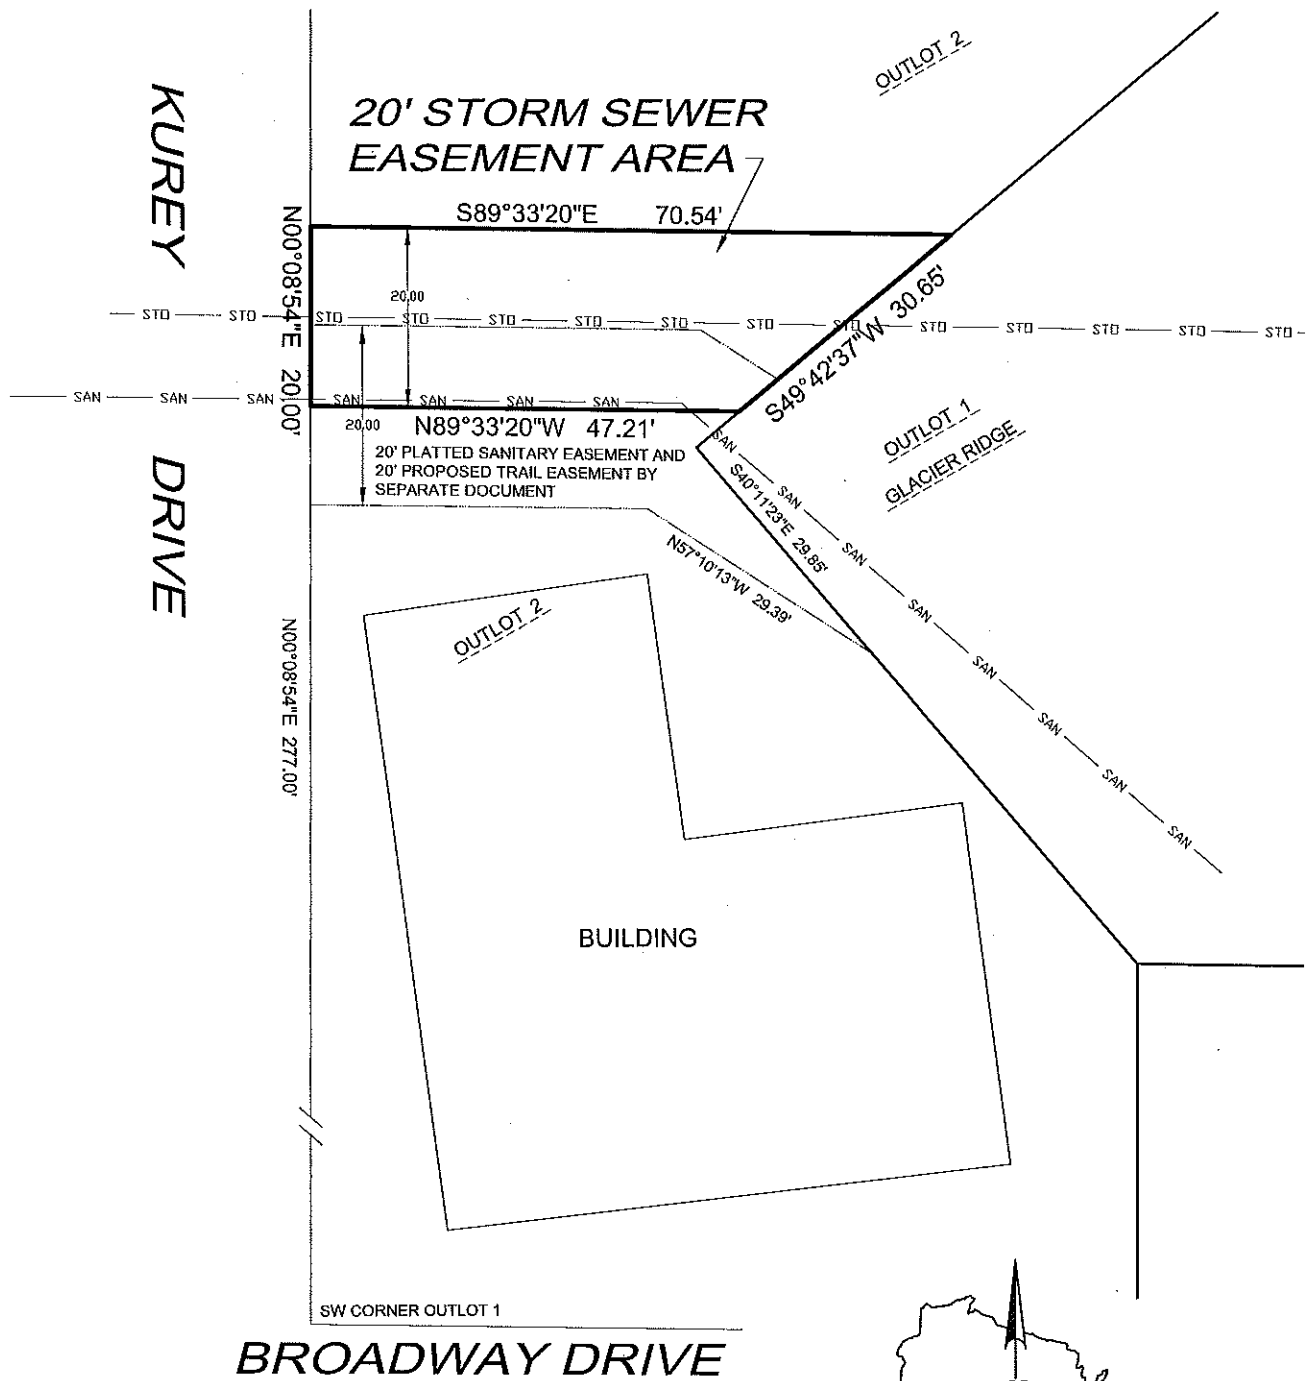 OUTLOT 2
20' STORM SEWER
EASEMENT AREA
KUREY DRIVE
S89°33'20"E 70.54'
N00°08'54"E 20.00'
20.00
S49°42'37"W 30.65'
STO STO STO STO STO STO STO STO STO STO STO STO STO STO
SAN SAN SAN SAN SAN SAN SAN
20.00
N89°33'20"W 47.21'
20' PLATTED SANITARY EASEMENT AND
20' PROPOSED TRAIL EASEMENT BY
SEPARATE DOCUMENT
OUTLOT 1
GLACIER RIDGE
SAN SAN SAN SAN SAN SAN SAN SAN
S40°11'23"E 29.85'
N57°10'13"W 29.39'
OUTLOT 2
N00°08'54"E 277.00'
BUILDING
SW CORNER OUTLOT 1
BROADWAY DRIVE